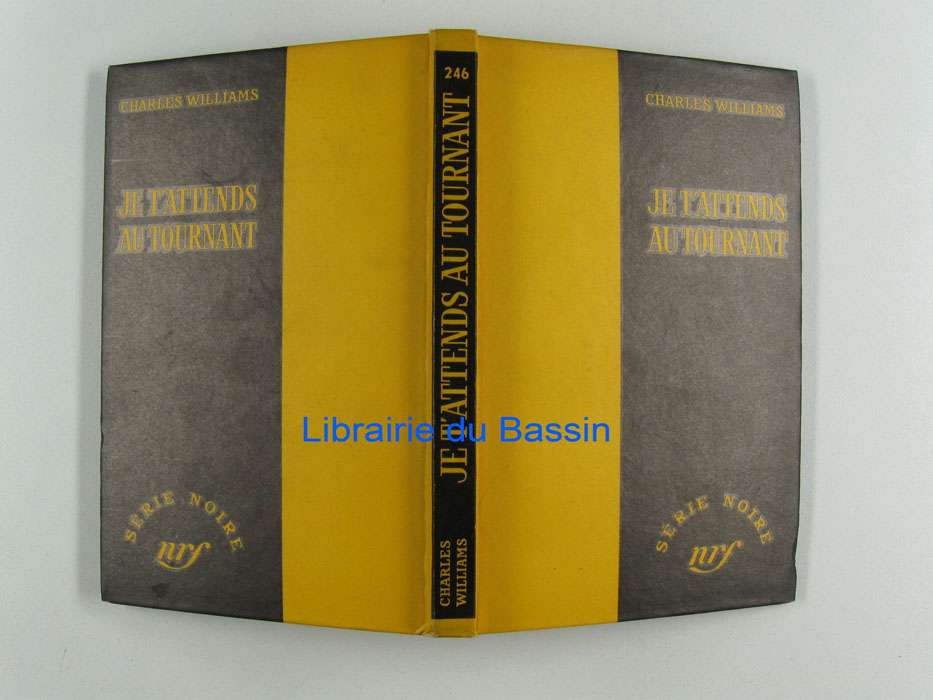 CHARLES WILLIAMS
JE T'ATTENDS
AU TOURNANT
SÉRIE NOIRE
nrf
246
JE T'ATTENDS AU TOURNANT
CHARLES
WILLIAMS
CHARLES WILLIAMS
JE T'ATTENDS
AU TOURNANT
SÉRIE NOIRE
nrf
Librairie du Bassin